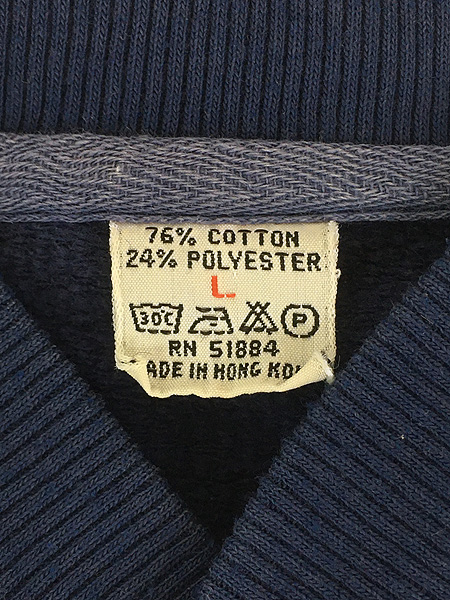 76% COTTON
24% POLYESTER
L
30C P
RN 51884
ADE IN HONG KO